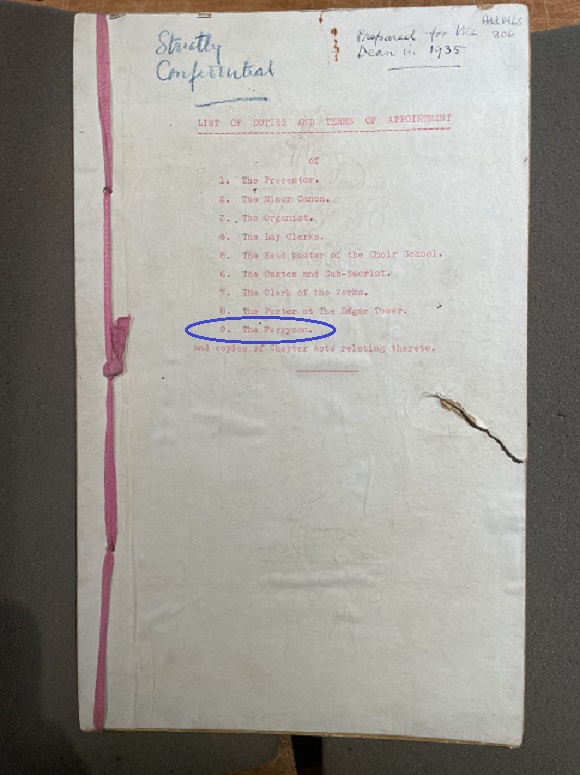 Add MSS
Strictly
Prepared for the 206
Confidential
Dean in 1935
LIST OF DUTIES AND TERMS OF APPOINTMENT
of
1. The Precentor.
2. The Minor Canon.
3. The Organist.
4. The Lay Clerks.
5. The Head Master of the Choir School.
6. The Custos and Sub-Sacrist.
7. The Clerk of the Works.
8. The Porter at The Edgar Tower.
9. The Ferryman.
and copies of Chapter Acts relating thereto.